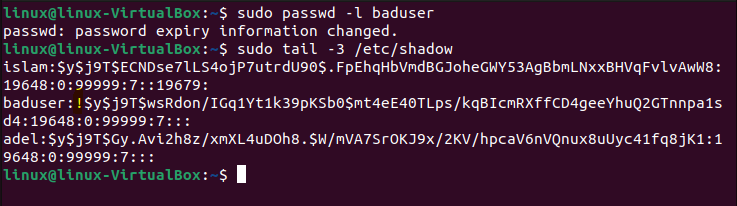 linux@linux-VirtualBox:~$ sudo passwd -l baduser
passwd: password expiry information changed.
linux@linux-VirtualBox:~$ sudo tail -3 /etc/shadow
islam:$y$j9T$ECNDse7lLS4ojP7utrdU90$.FpEhqHbVmdBGJoheGWY53AgBbmLNxxBHVqFvlvAwW8:
19648:0:99999:7::19679:
baduser:!$y$j9T$wsRdon/IGq1Yt1k39pKSb0$mt4eE40TLps/kqBIcmRXffCD4geeYhuQ2GTnnpa1s
d4:19648:0:99999:7:::
adel:$y$j9T$Gy.Avi2h8z/xmXL4uDOh8.$W/mVA7SrOKJ9x/2KV/hpcaV6nVQnux8uUyc41fq8jK1:1
9648:0:99999:7:::
linux@linux-VirtualBox:~$